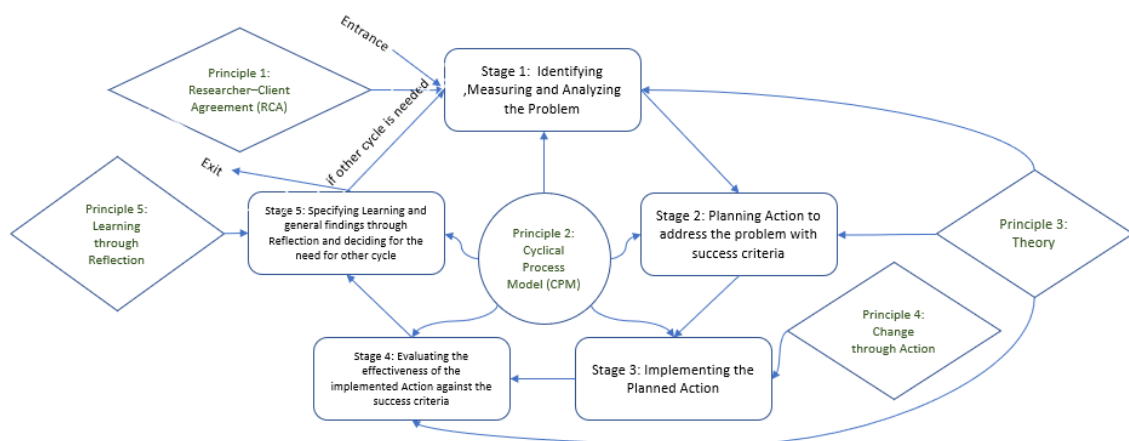 Entrance
Principle 1:
Researcher–Client
Agreement (RCA)
Stage 1:  Identifying
,Measuring and Analyzing
the Problem
if other cycle is needed
Exit
Principle 5:
Learning
through
Reflection
Stage 5: Specifying Learning and
general findings through
Reflection and deciding for the
need for other cycle
Principle 2:
Cyclical
Process
Model (CPM)
Stage 2: Planning Action to
address the problem with
success criteria
Principle 3:
Theory
Principle 4:
Change
through Action
Stage 4: Evaluating the
effectiveness of the
implemented Action against the
success criteria
Stage 3: Implementing the
Planned Action